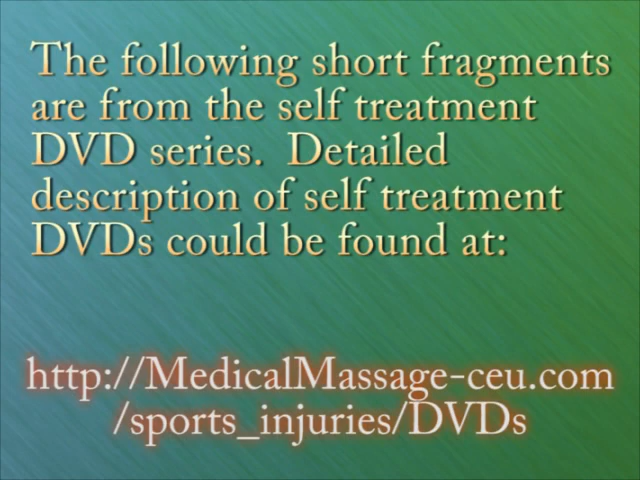 The following short fragments
are from the self treatment
DVD series.  Detailed
description of self treatment
DVDs could be found at:
http://MedicalMassage-ceu.com
/sports_injuries/DVDs